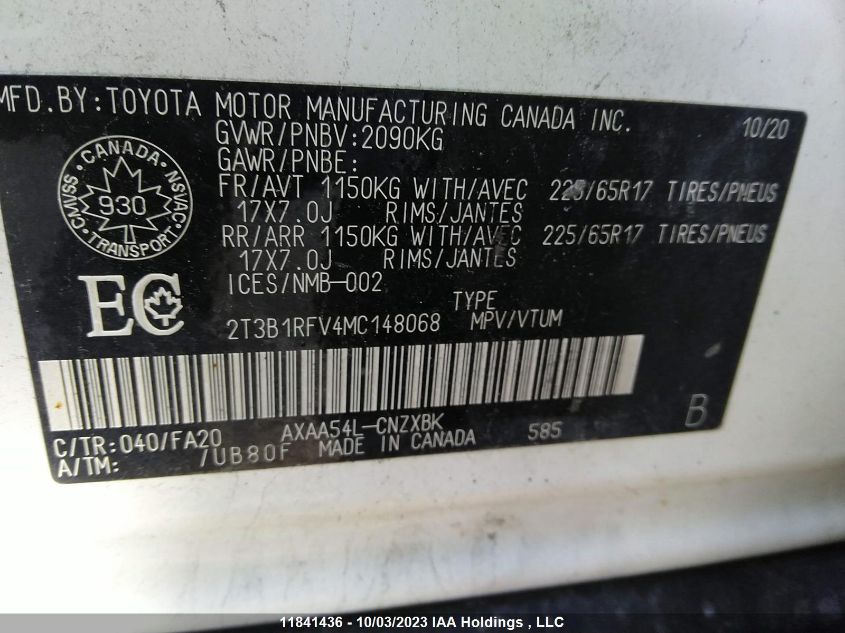 MFD.BY:TOYOTA MOTOR MANUFACTURING CANADA INC. 10/20
GVWR/PNBV:2090KG
GAWR/PNBE:
FR/AVT 1150KG WITH/AVEC 225/65R17 TIRES/PNEUS
17X7.0J RIMS/JANTES
RR/ARR 1150KG WITH/AVEC 225/65R17 TIRES/PNEUS
17X7.0J RIMS/JANTES
ICES/NMB-002
CANADA
CMVSS NSVAC
930
TRANSPORT
EC
TYPE
2T3B1RFV4MC148068 MPV/VTUM
B
C/TR:040/FA20 AXAA54L-CNZXBK 585
A/TM: /UB80F MADE IN CANADA
11841436 - 10/03/2023 IAA Holdings , LLC